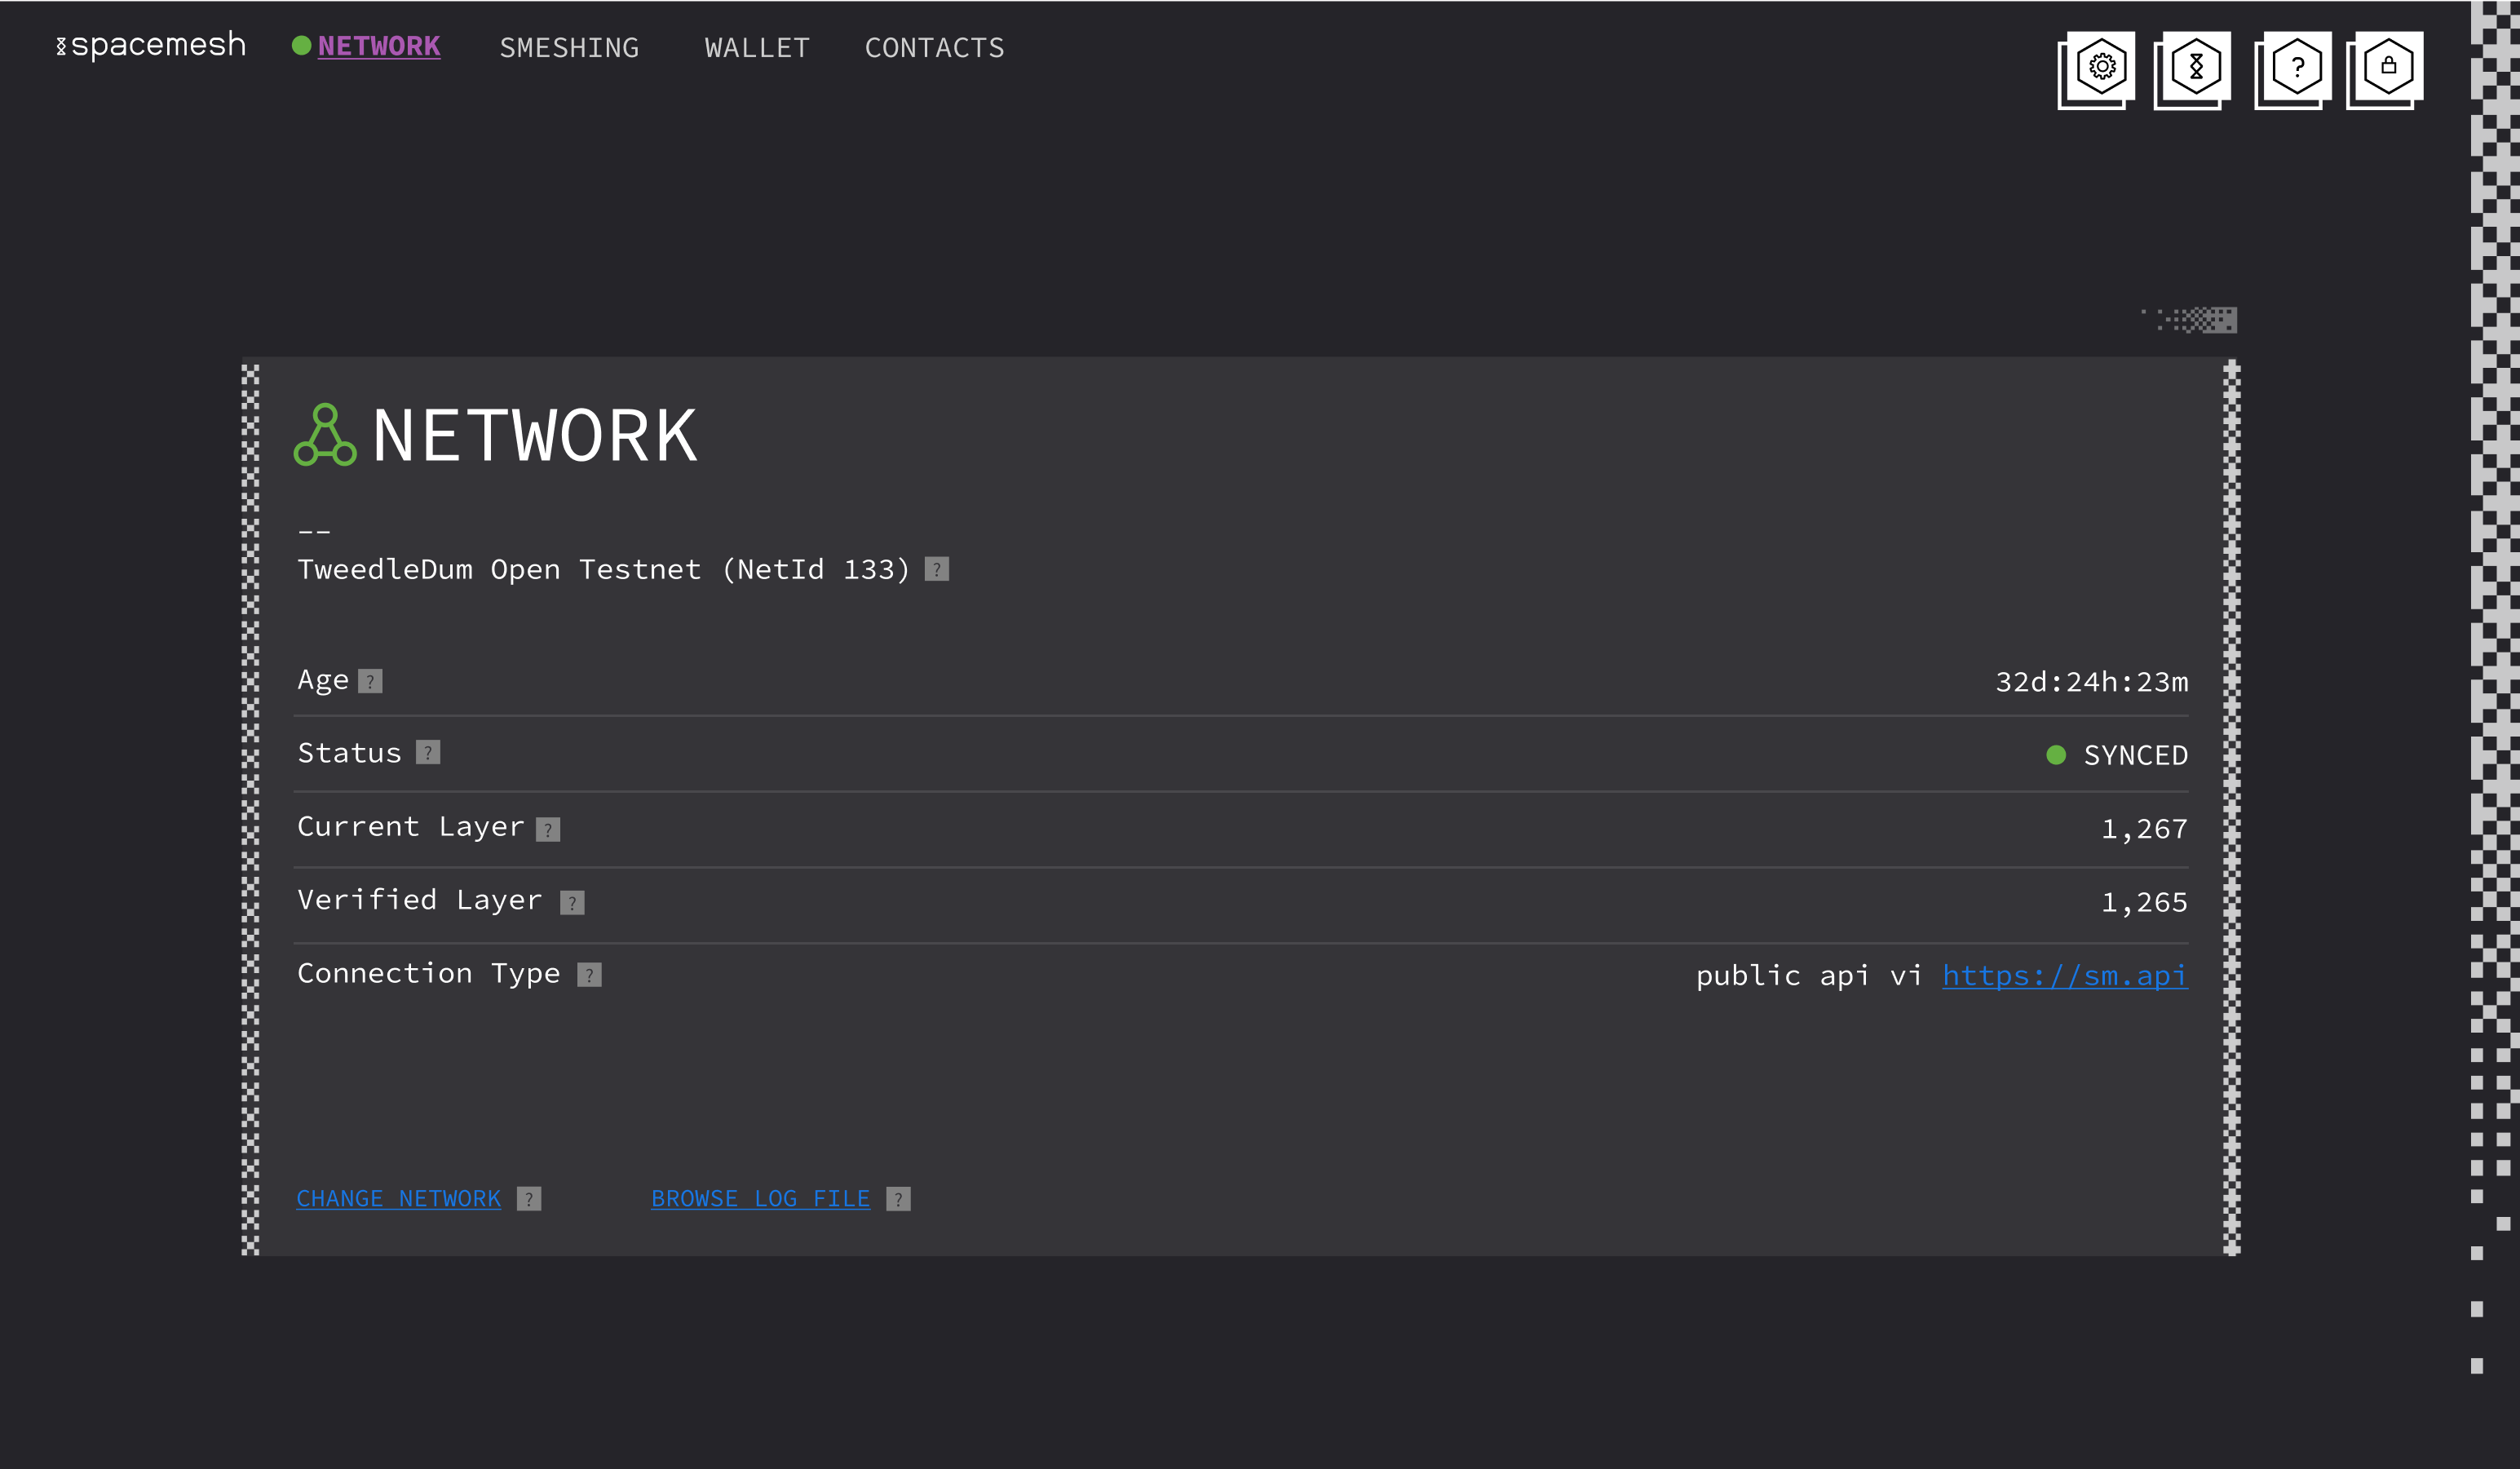 spacemesh NETWORK SMESHING WALLET CONTACTS ?
NETWORK
––
TweedleDum Open Testnet (NetId 133) ?
Age ? 32d:24h:23m
Status ? SYNCED
Current Layer ? 1,267
Verified Layer ? 1,265
Connection Type ? public api vi https://sm.api
CHANGE NETWORK ? BROWSE LOG FILE ?